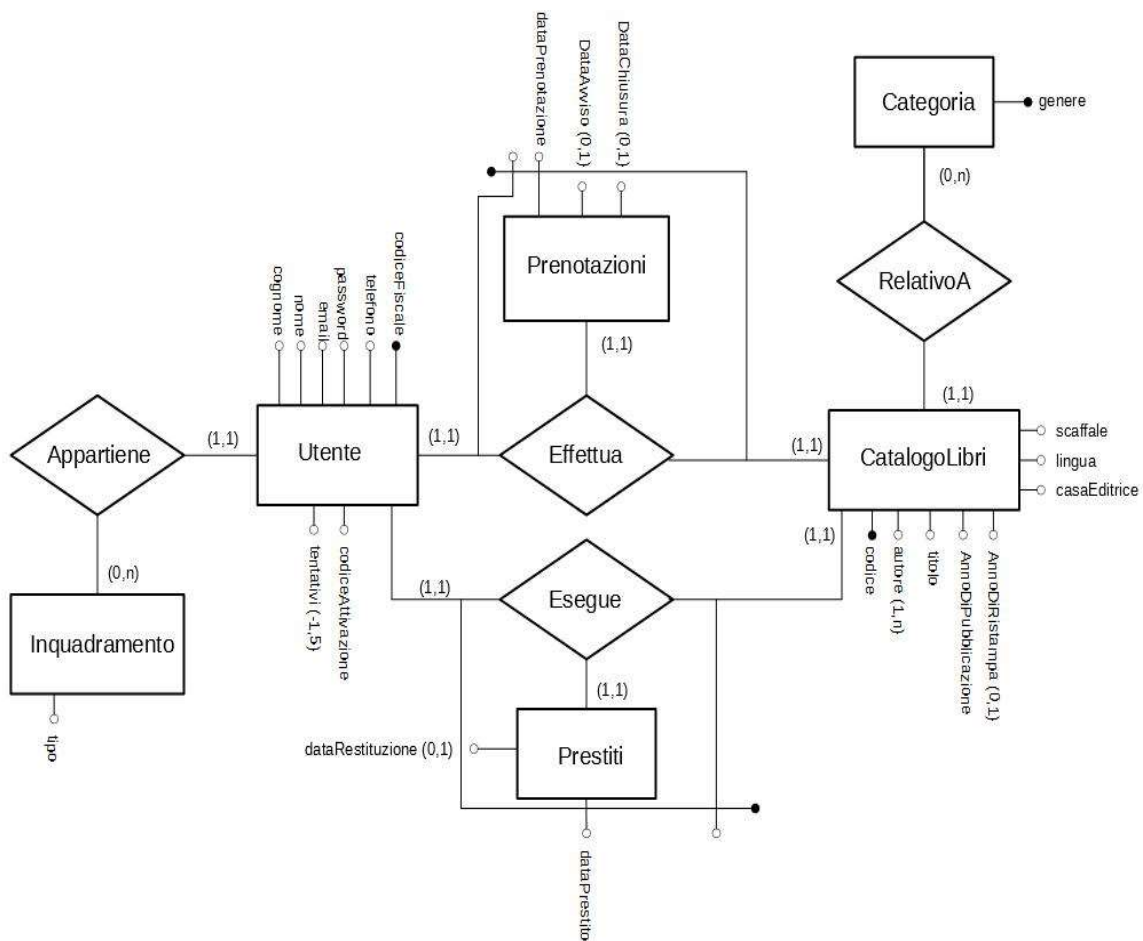 dataPrenotazione
DataAvviso (0,1)
DataChiusura (0,1)
Categoria
genere
(0,n)
Prenotazioni
RelativoA
cognome
nome
email
password
telefono
codiceFiscale
(1,1)
(1,1)
Appartiene
(1,1)
Utente
(1,1)
Effettua
(1,1)
CatalogoLibri
scaffale
lingua
casaEditrice
(1,1)
(0,n)
tentativi (-1,5)
codiceAttivazione
(1,1)
Esegue
codice
autore (1,n)
titolo
AnnoDiPubblicazione
AnnoDiRistampa (0,1)
Inquadramento
(1,1)
tipo
dataRestituzione (0,1)
Prestiti
dataPrestito